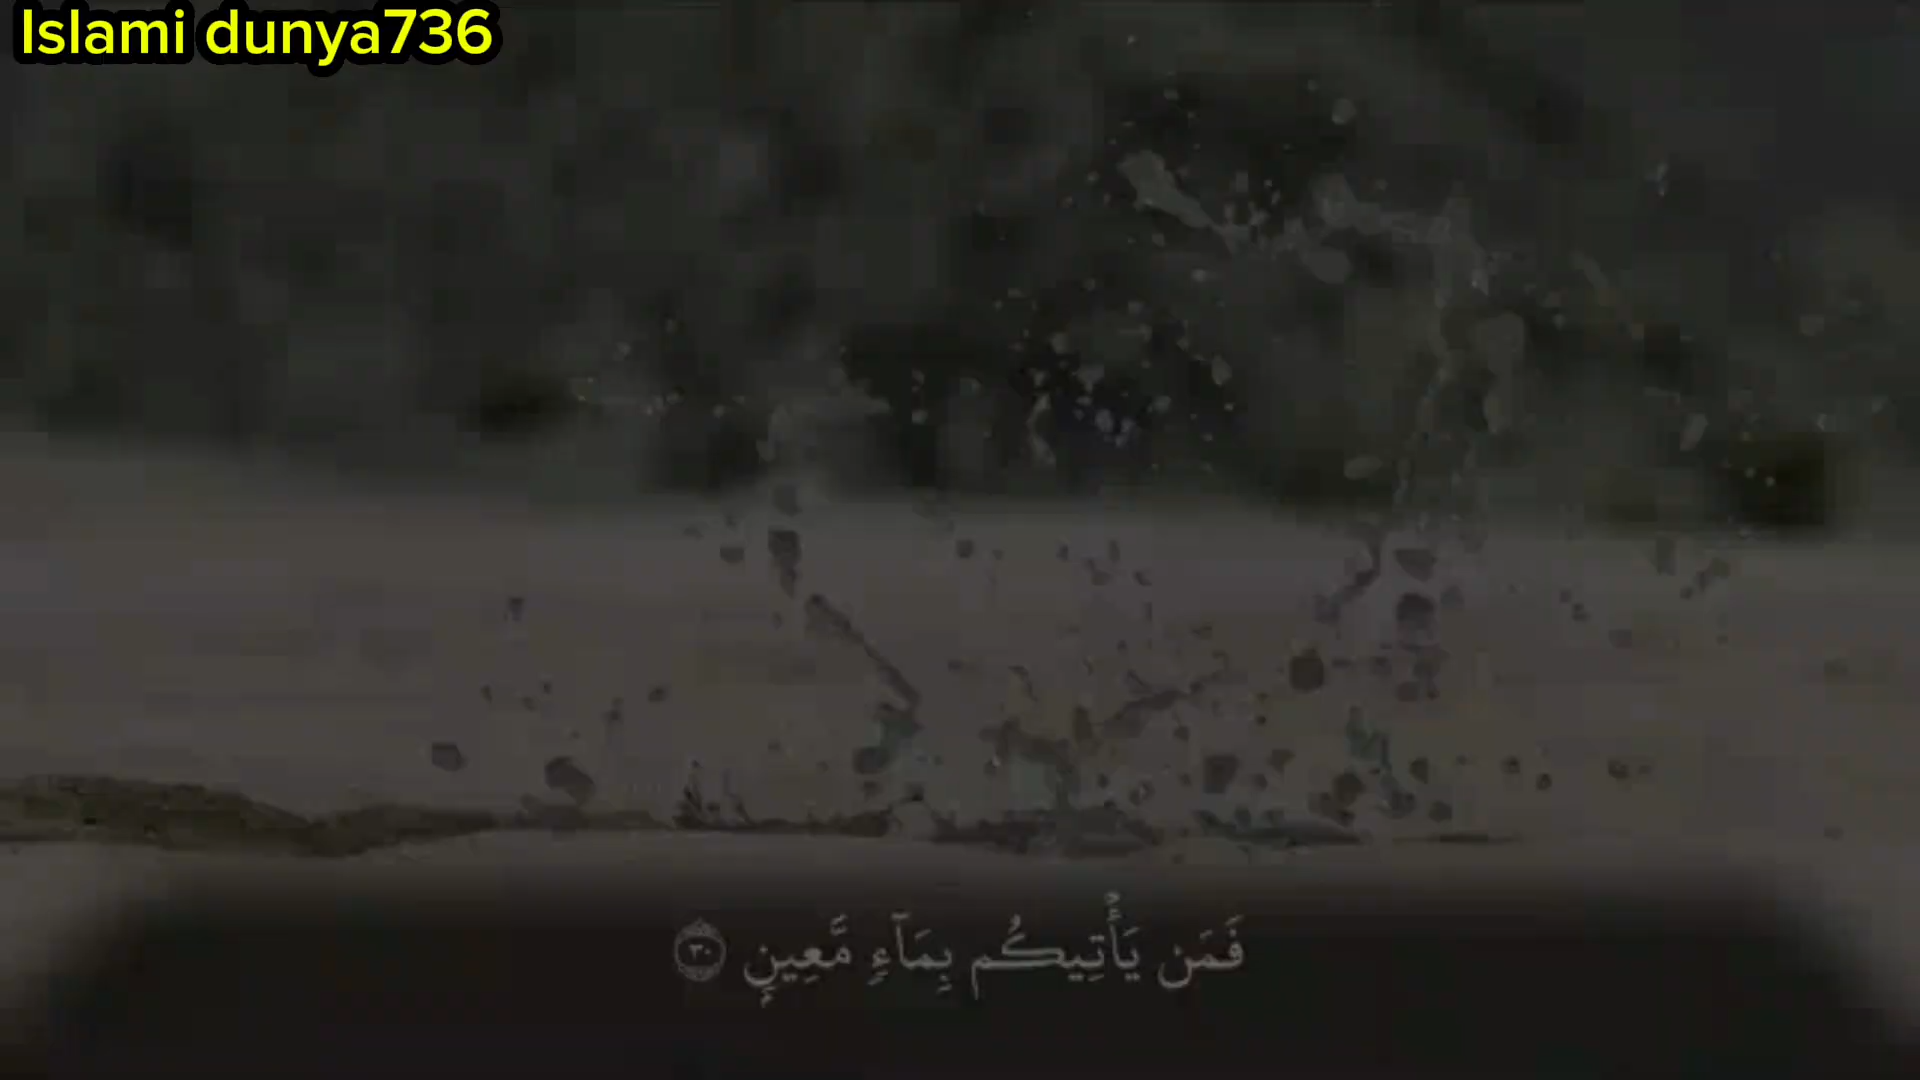 Islami dunya736
فَمَن يَأْتِيكُم بِمَآءٍ مَّعِينٍۭ ٣٠